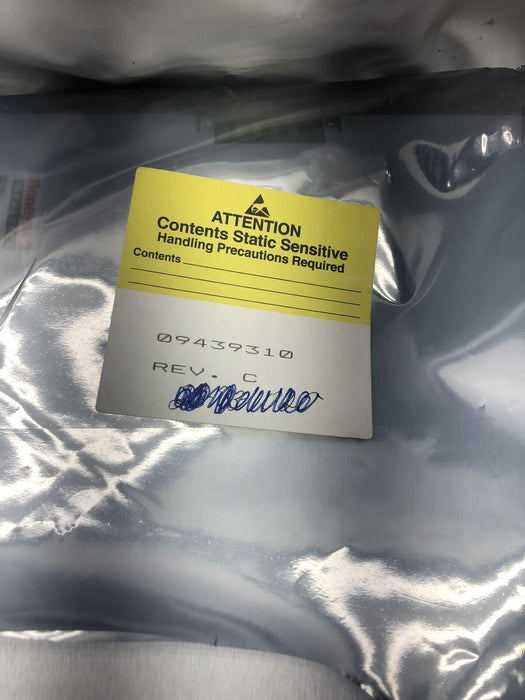 ATTENTION
Contents Static Sensitive
Handling Precautions Required
Contents
09439310
REV. C